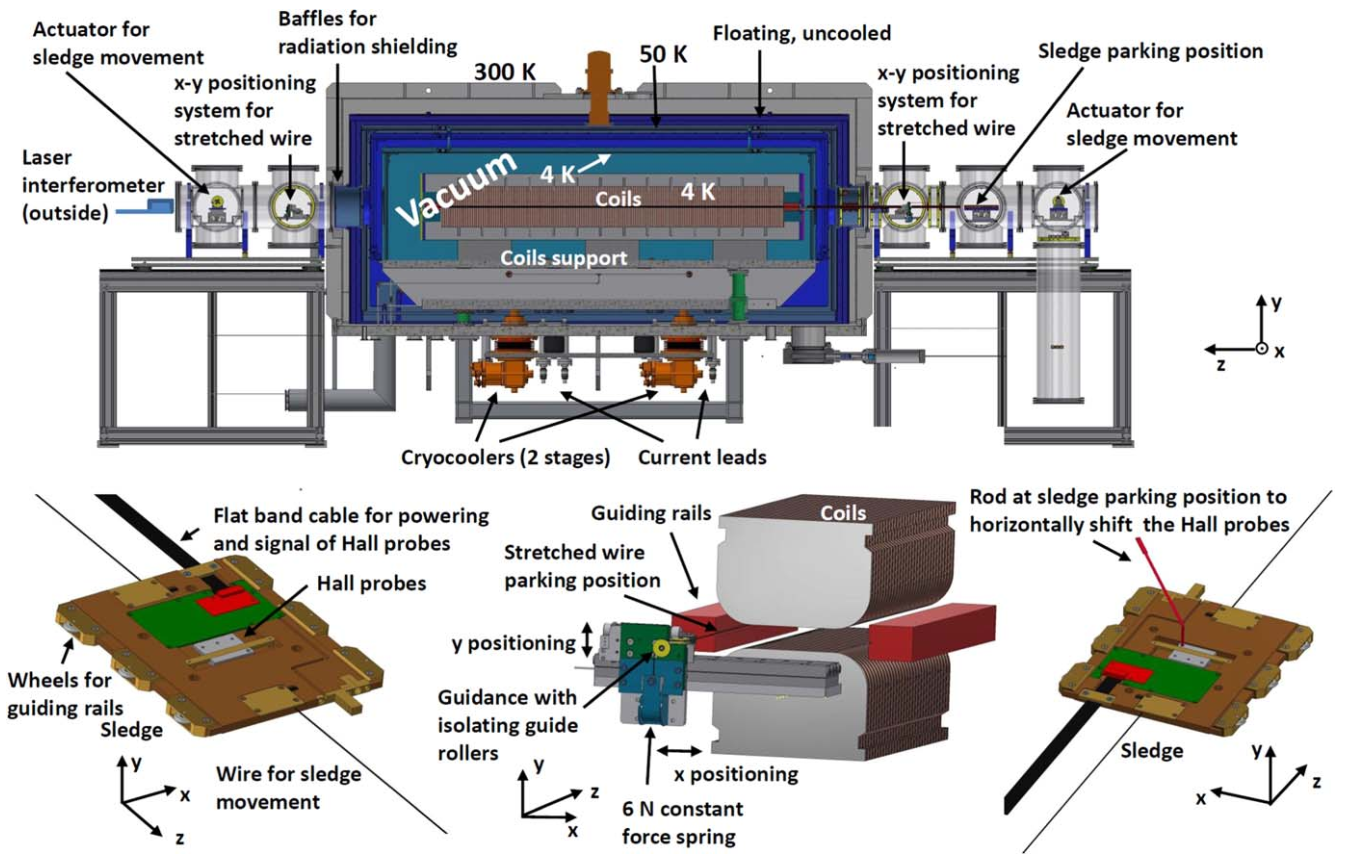 Actuator for
sledge movement
Baffles for
radiation shielding
x-y positioning
system for
stretched wire
300 K
50 K
Floating, uncooled
Sledge parking position
x-y positioning
system for
stretched wire
Actuator for
sledge movement
Laser
interferometer
(outside)
Vacuum
4 K
Coils
4 K
Coils support
y
z
x
Cryocoolers (2 stages)
Current leads
Flat band cable for powering
and signal of Hall probes
Hall probes
Wheels for
guiding rails
Sledge
Wire for sledge
movement
y
x
z
Guiding rails
Coils
Stretched wire
parking position
y positioning
Guidance with
isolating guide
rollers
x positioning
6 N constant
force spring
y
z
x
Rod at sledge parking position to
horizontally shift the Hall probes
Sledge
y
z
x